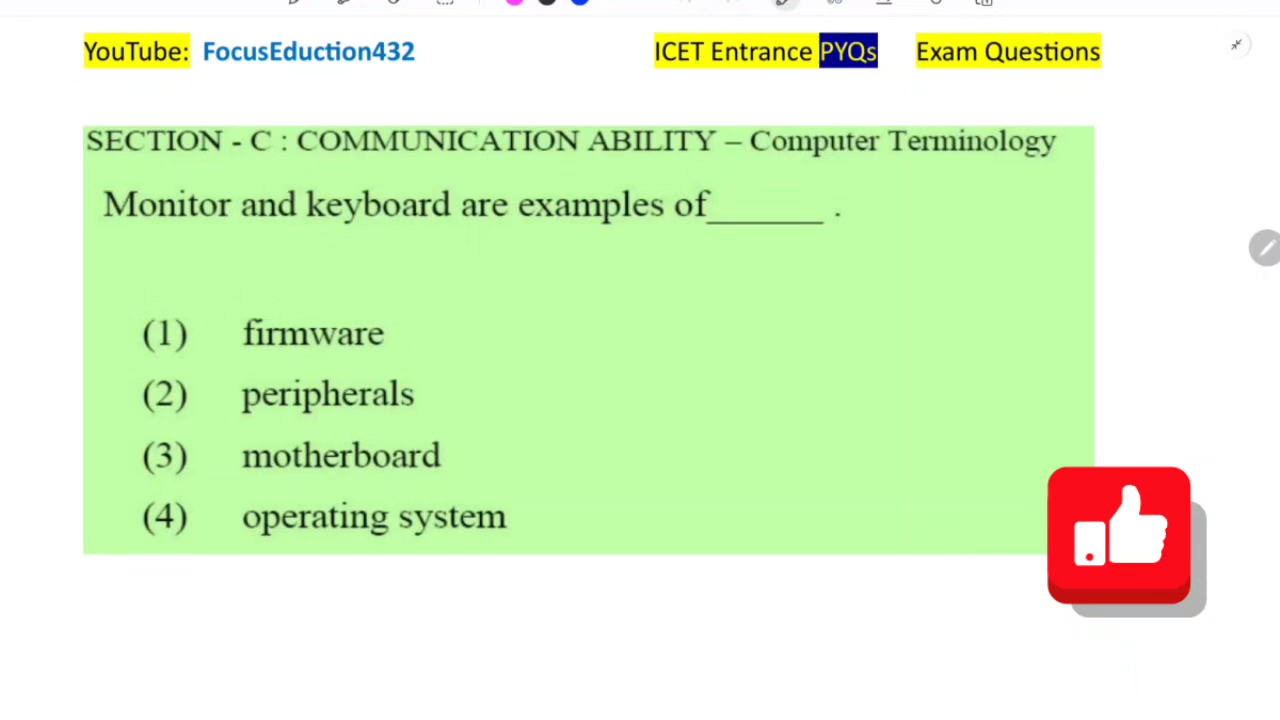 YouTube: FocusEduction432 ICET Entrance PYQs Exam Questions
SECTION - C : COMMUNICATION ABILITY – Computer Terminology
Monitor and keyboard are examples of______ .
(1) firmware
(2) peripherals
(3) motherboard
(4) operating system